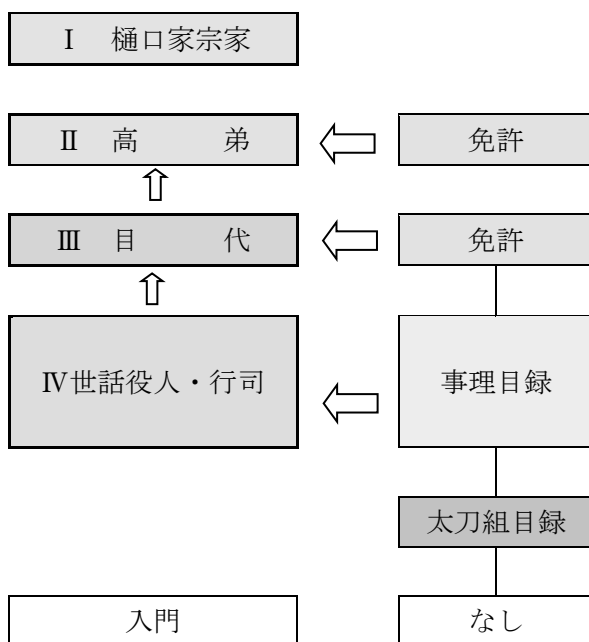 Ⅰ 樋口家宗家
Ⅱ 高 弟
免許
Ⅲ 目 代
免許
Ⅳ世話役人・行司
事理目録
太刀組目録
入門
なし